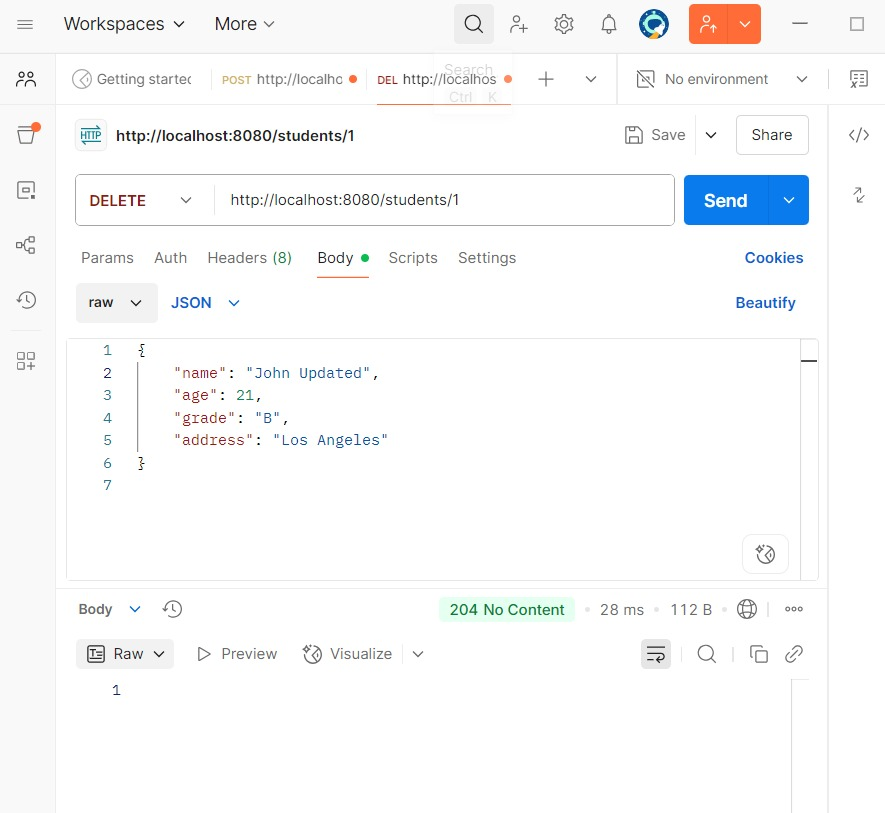 Workspaces More
Search
Ctrl K
Getting started POST http://localho DEL http://localhos No environment
HTTP http://localhost:8080/students/1 Save Share
DELETE http://localhost:8080/students/1 Send
Params Auth Headers (8) Body Scripts Settings Cookies
raw JSON Beautify
1 {
2 "name": "John Updated",
3 "age": 21,
4 "grade": "B",
5 "address": "Los Angeles"
6 }
7
Body 204 No Content 28 ms 112 B
Raw Preview Visualize
1